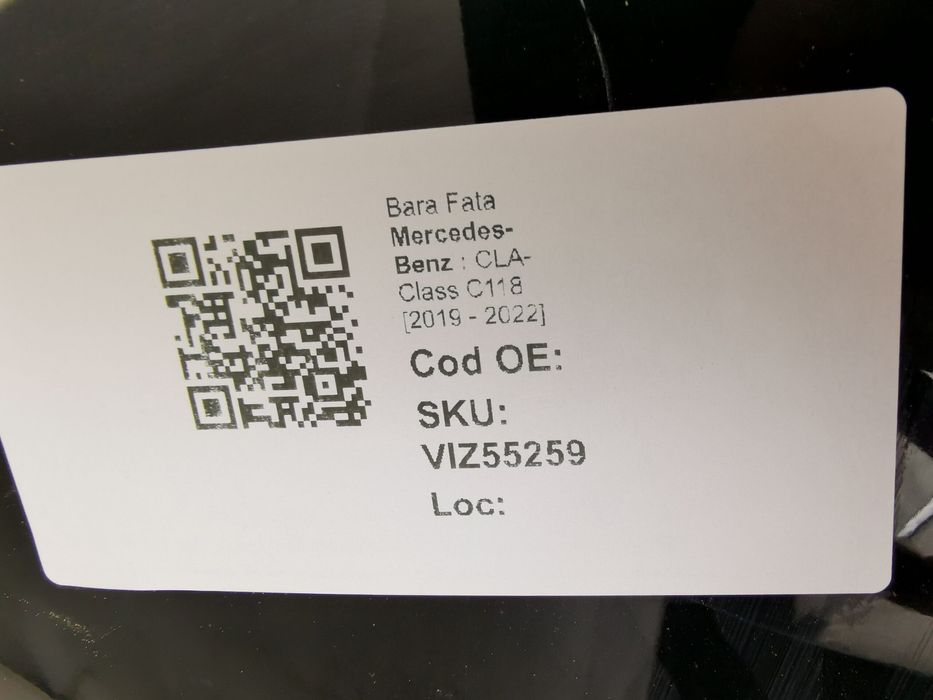 Bara Fata
Mercedes-
Benz : CLA-
Class C118
[2019 - 2022]
Cod OE:
SKU:
VIZ55259
Loc: